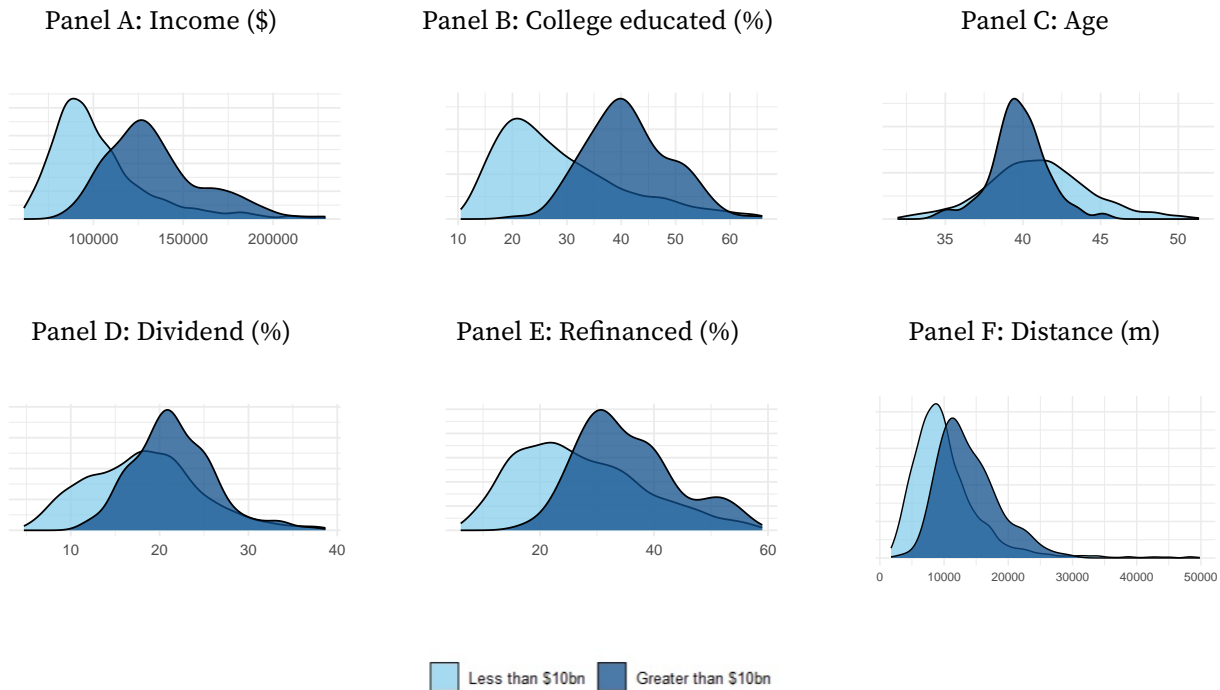 Panel A: Income ($)
Panel B: College educated (%)
Panel C: Age
100000 150000 200000
10 20 30 40 50 60
35 40 45 50
Panel D: Dividend (%)
Panel E: Refinanced (%)
Panel F: Distance (m)
10 20 30 40
20 40 60
0 10000 20000 30000 40000 50000
Less than $10bn Greater than $10bn